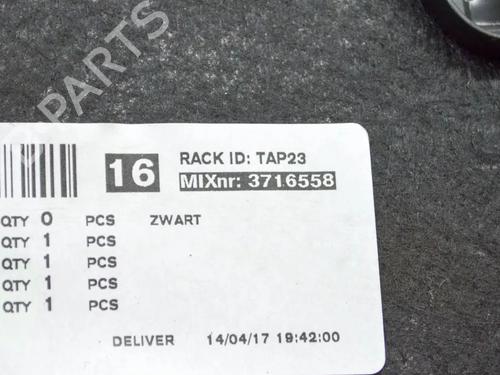 B PARTS
16 RACK ID: TAP23
MIXnr: 3716558
QTY 0 PCS ZWART
QTY 1 PCS
QTY 1 PCS
QTY 1 PCS
QTY 1 PCS
DELIVER 14/04/17 19:42:00